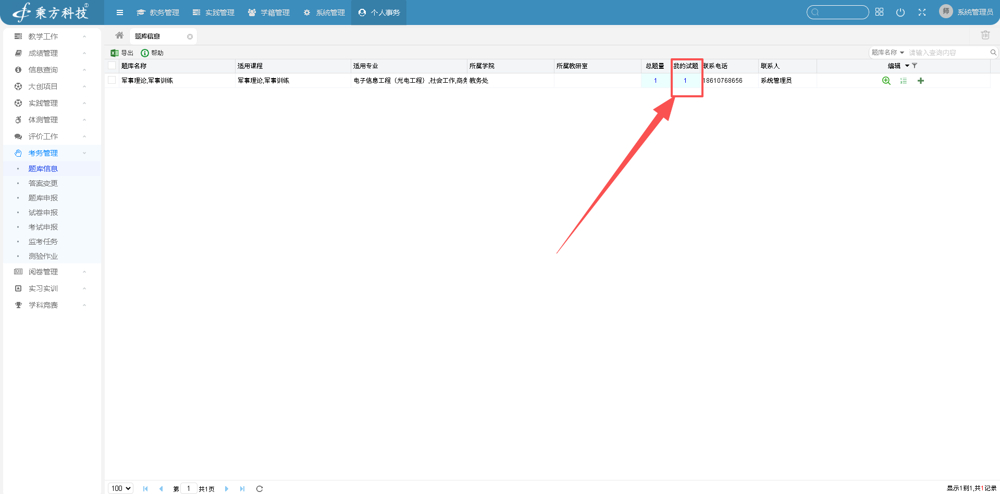 乘方科技
教务管理 实践管理 学籍管理 系统管理 个人事务
师 系统管理员
教学工作
成绩管理
信息查询
大创项目
实践管理
体测管理
评价工作
考务管理
题库信息
答案变更
题库申报
试卷申报
考试申报
监考任务
测验作业
阅卷管理
实习实训
学科竞赛
题库信息
导出 帮助
题库名称 请输入查询内容
题库名称 适用课程 适用专业 所属学院 所属教研室 总题量 我的试题 联系电话 联系人 编辑
军事理论,军事训练 军事理论,军事训练 电子信息工程（光电工程）,社会工作,商务 教务处 1 1 18610768656 系统管理员
100 第 1 共1页
显示1到1,共1记录